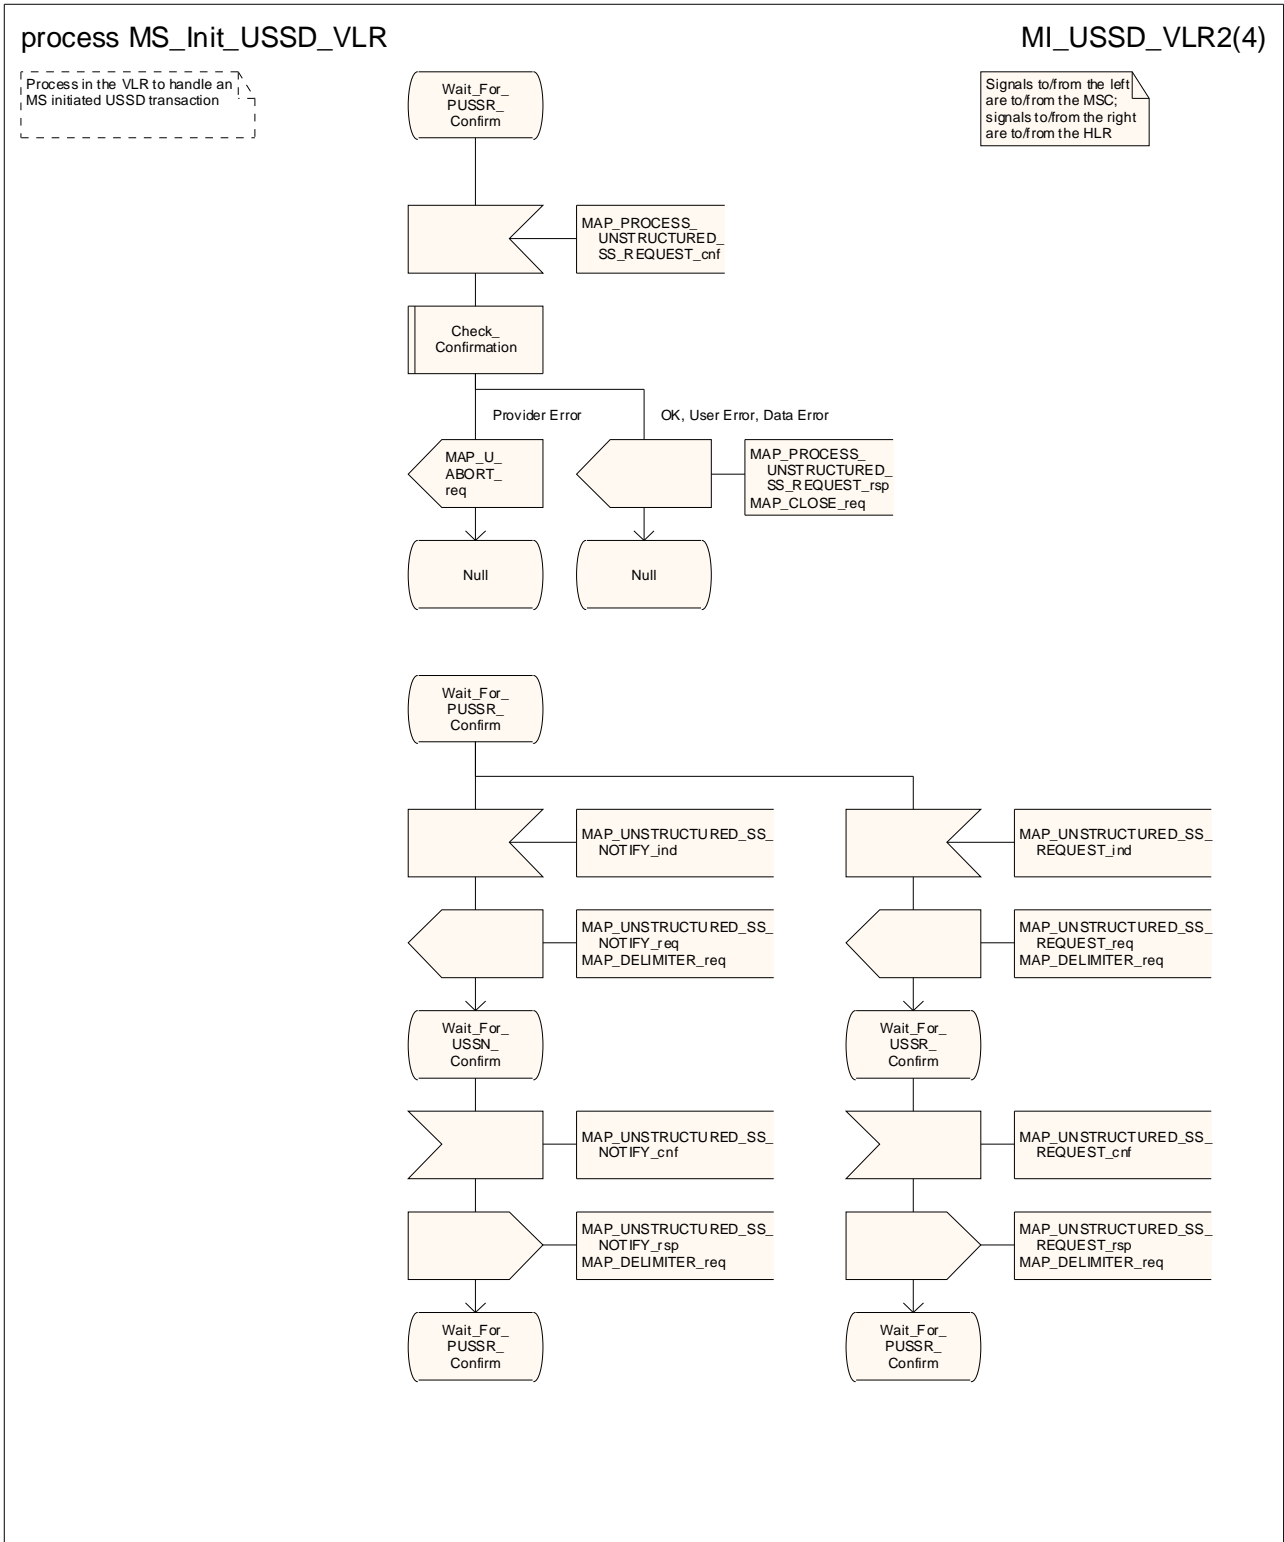 process MS_Init_USSD_VLR
MI_USSD_VLR2(4)
Process in the VLR to handle an
MS initiated USSD transaction
Signals to/from the left
are to/from the MSC;
signals to/from the right
are to/from the HLR
Wait_For_
PUSSR_
Confirm
MAP_PROCESS_
UNSTRUCTURED_
SS_REQUEST_cnf
Check_
Confirmation
Provider Error
OK, User Error, Data Error
MAP_U_
ABORT_
req
MAP_PROCESS_
UNSTRUCTURED_
SS_REQUEST_rsp
MAP_CLOSE_req
Null
Null
Wait_For_
PUSSR_
Confirm
MAP_UNSTRUCTURED_SS_
NOTIFY_ind
MAP_UNSTRUCTURED_SS_
REQUEST_ind
MAP_UNSTRUCTURED_SS_
NOTIFY_req
MAP_DELIMITER_req
MAP_UNSTRUCTURED_SS_
REQUEST_req
MAP_DELIMITER_req
Wait_For_
USSN_
Confirm
Wait_For_
USSR_
Confirm
MAP_UNSTRUCTURED_SS_
NOTIFY_cnf
MAP_UNSTRUCTURED_SS_
REQUEST_cnf
MAP_UNSTRUCTURED_SS_
NOTIFY_rsp
MAP_DELIMITER_req
MAP_UNSTRUCTURED_SS_
REQUEST_rsp
MAP_DELIMITER_req
Wait_For_
PUSSR_
Confirm
Wait_For_
PUSSR_
Confirm